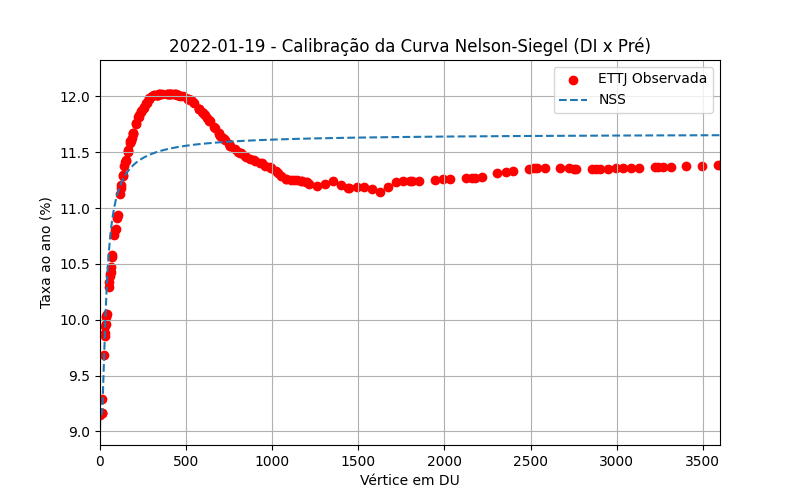 2022-01-19 - Calibração da Curva Nelson-Siegel (DI x Pré)
ETTJ Observada
NSS
Taxa ao ano (%)
12.0
11.5
11.0
10.5
10.0
9.5
9.0
0 500 1000 1500 2000 2500 3000 3500
Vértice em DU